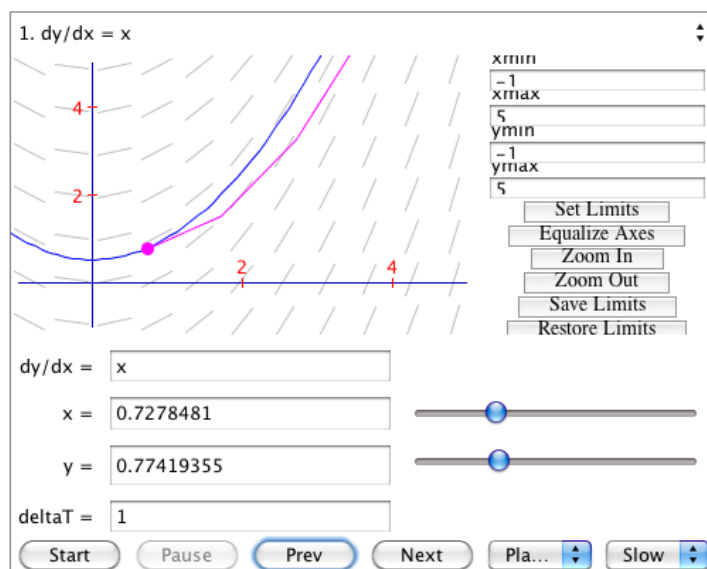 1. dy/dx = x
xmin
-1
xmax
5
ymin
-1
ymax
5
Set Limits
Equalize Axes
Zoom In
Zoom Out
Save Limits
Restore Limits
4
2
2
4
dy/dx = x
x = 0.7278481
y = 0.77419355
deltaT = 1
Start Pause Prev Next Pla... Slow